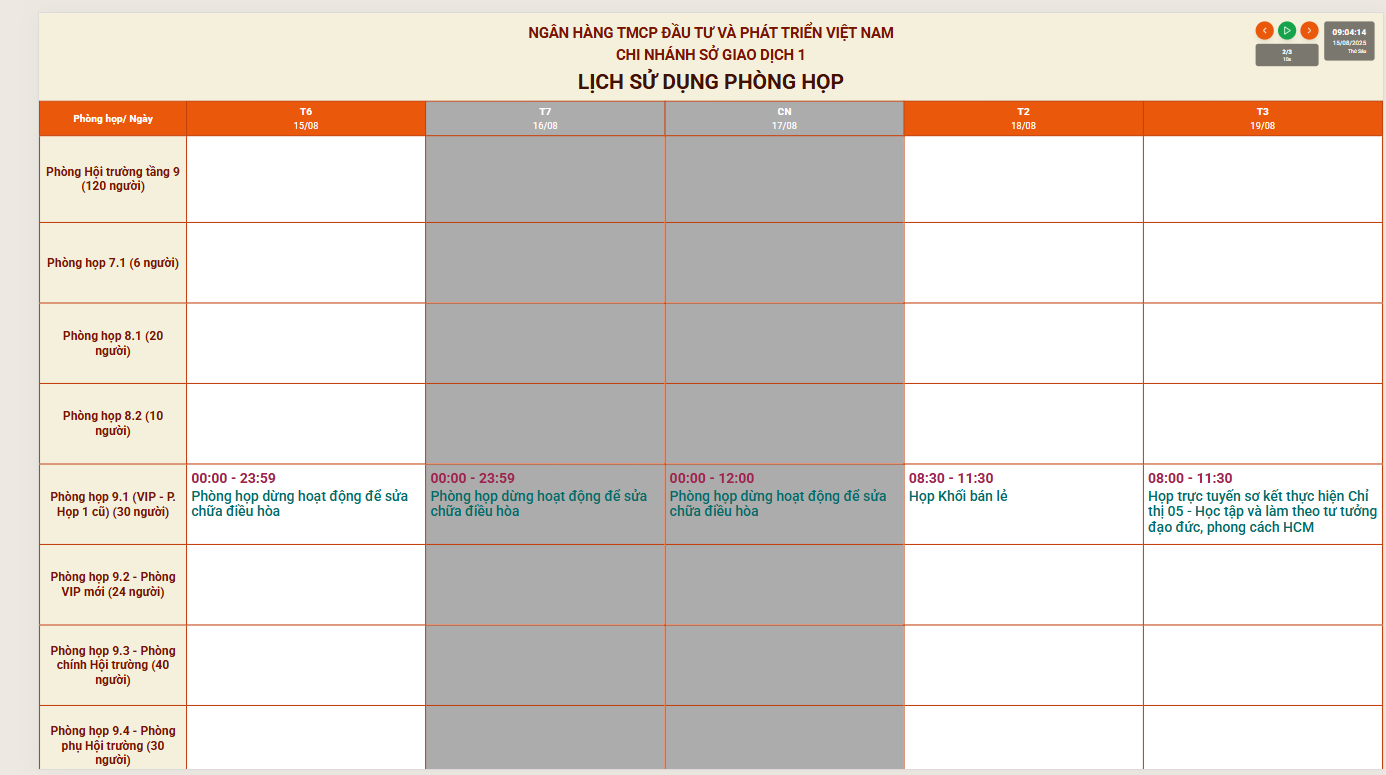 NGÂN HÀNG TMCP ĐẦU TƯ VÀ PHÁT TRIỂN VIỆT NAM
CHI NHÁNH SỞ GIAO DỊCH 1
LỊCH SỬ DỤNG PHÒNG HỌP
2/3
10s
09:04:14
15/08/2025
Thứ Sáu
Phòng họp/ Ngày
T6
15/08
T7
16/08
CN
17/08
T2
18/08
T3
19/08
Phòng Hội trường tầng 9
(120 người)
Phòng họp 7.1 (6 người)
Phòng họp 8.1 (20
người)
Phòng họp 8.2 (10
người)
Phòng họp 9.1 (VIP - P.
Họp 1 cũ) (30 người)
00:00 - 23:59
Phòng họp dừng hoạt động để sửa
chữa điều hòa
00:00 - 23:59
Phòng họp dừng hoạt động để sửa
chữa điều hòa
00:00 - 12:00
Phòng họp dừng hoạt động để sửa
chữa điều hòa
08:30 - 11:30
Họp Khối bán lẻ
08:00 - 11:30
Họp trực tuyến sơ kết thực hiện Chỉ
thị 05 - Học tập và làm theo tư tưởng
đạo đức, phong cách HCM
Phòng họp 9.2 - Phòng
VIP mới (24 người)
Phòng họp 9.3 - Phòng
chính Hội trường (40
người)
Phòng họp 9.4 - Phòng
phụ Hội trường (30
người)